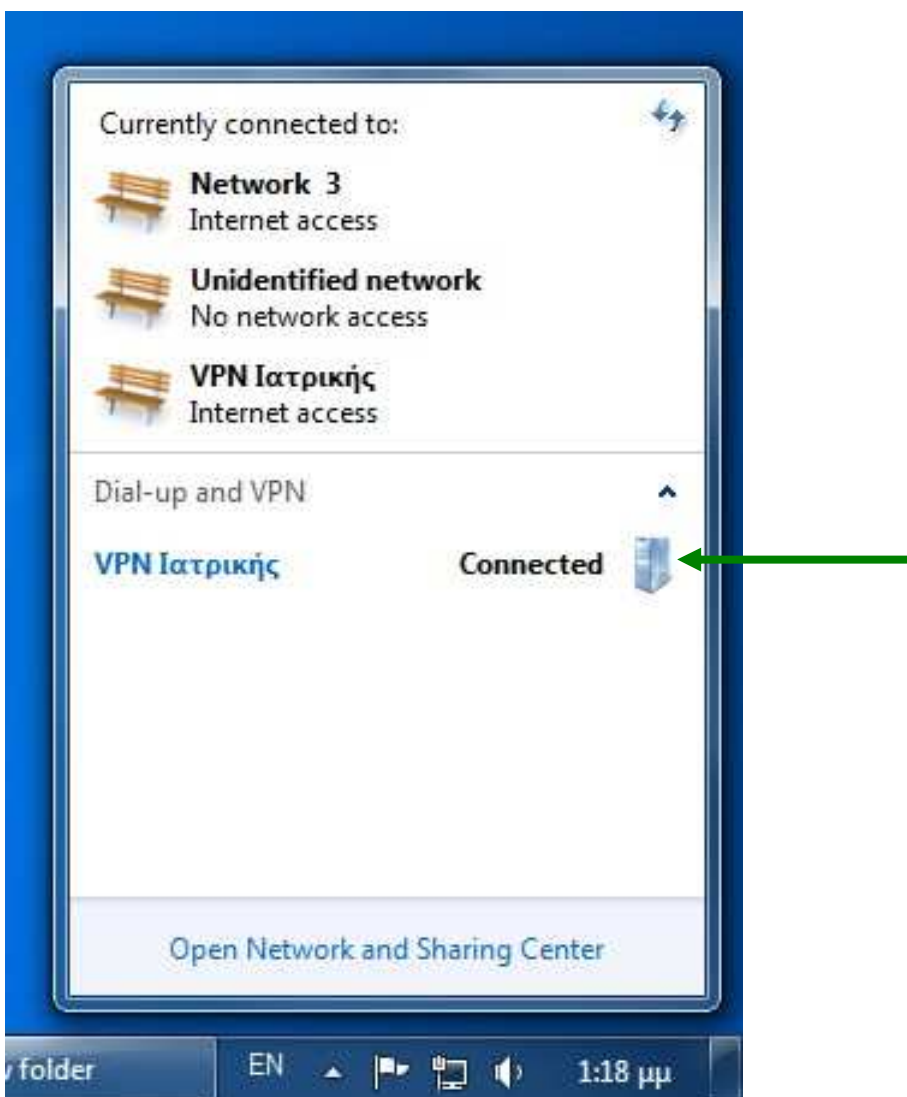 Currently connected to:
Network 3
Internet access
Unidentified network
No network access
VPN Ιατρικής
Internet access
Dial-up and VPN
VPN Ιατρικής Connected
Open Network and Sharing Center
folder EN 1:18 μμ